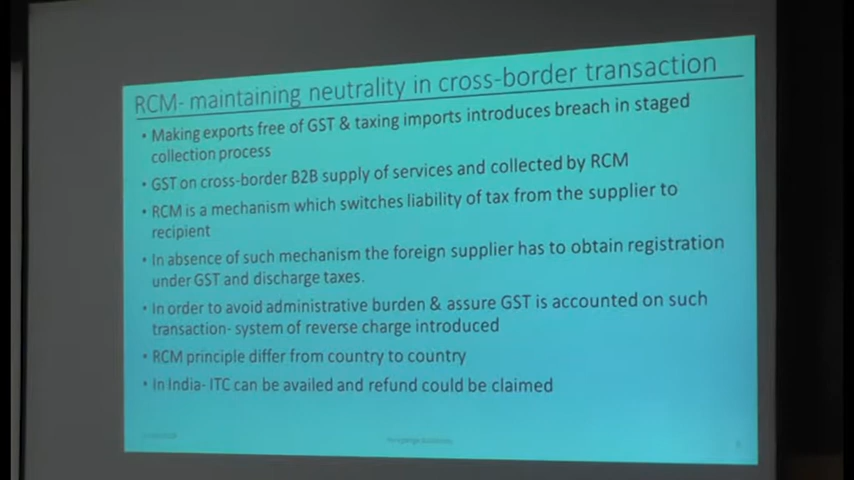 RCM- maintaining neutrality in cross-border transaction
• Making exports free of GST & taxing imports introduces breach in staged
collection process
• GST on cross-border B2B supply of services and collected by RCM
• RCM is a mechanism which switches liability of tax from the supplier to
recipient
• In absence of such mechanism the foreign supplier has to obtain registration
under GST and discharge taxes.
• In order to avoid administrative burden & assure GST is accounted on such
transaction- system of reverse charge introduced
• RCM principle differ from country to country
• In India- ITC can be availed and refund could be claimed